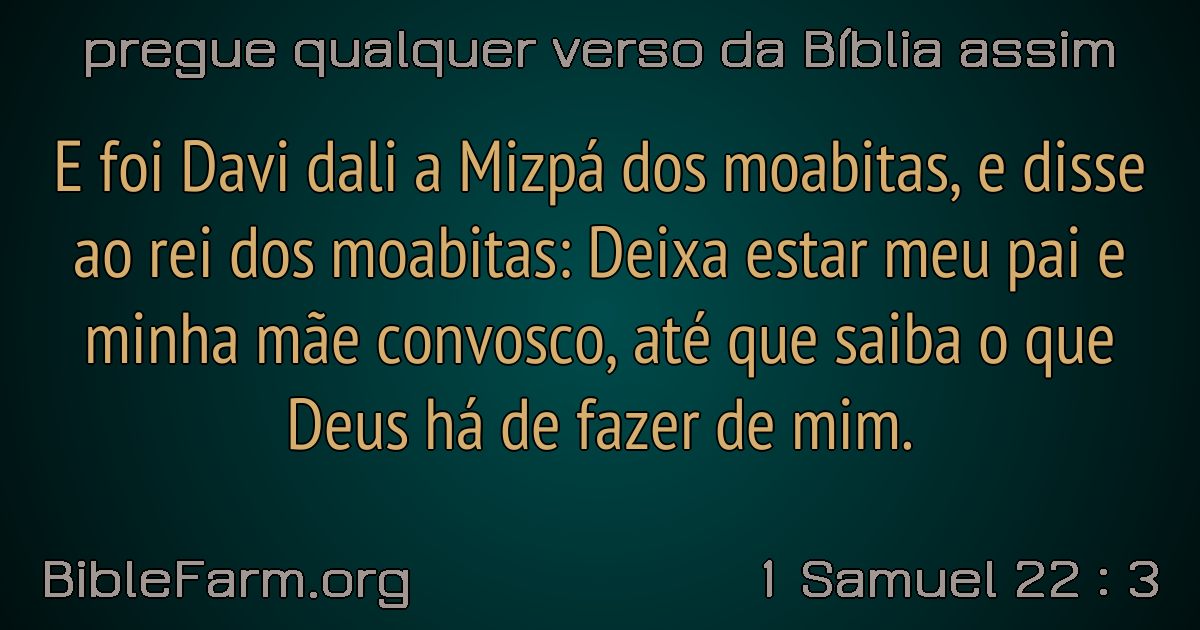 pregue qualquer verso da Bíblia assim
E foi Davi dali a Mizpá dos moabitas, e disse
ao rei dos moabitas: Deixa estar meu pai e
minha mãe convosco, até que saiba o que
Deus há de fazer de mim.
BibleFarm.org
1 Samuel 22 : 3